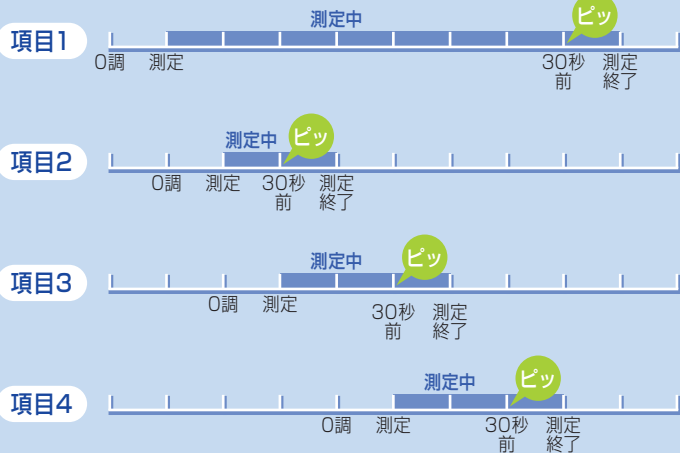 測定中
ピッ
項目1
0調 測定 30秒前 測定終了
測定中
ピッ
項目2
0調 測定 30秒前 測定終了
測定中
ピッ
項目3
0調 測定 30秒前 測定終了
測定中
ピッ
項目4
0調 測定 30秒前 測定終了